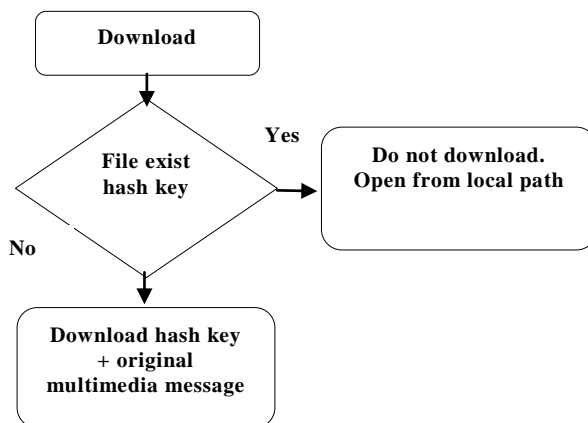 Download
File exist
hash key
Yes
Do not download.
Open from local path
No
Download hash key
+ original
multimedia message